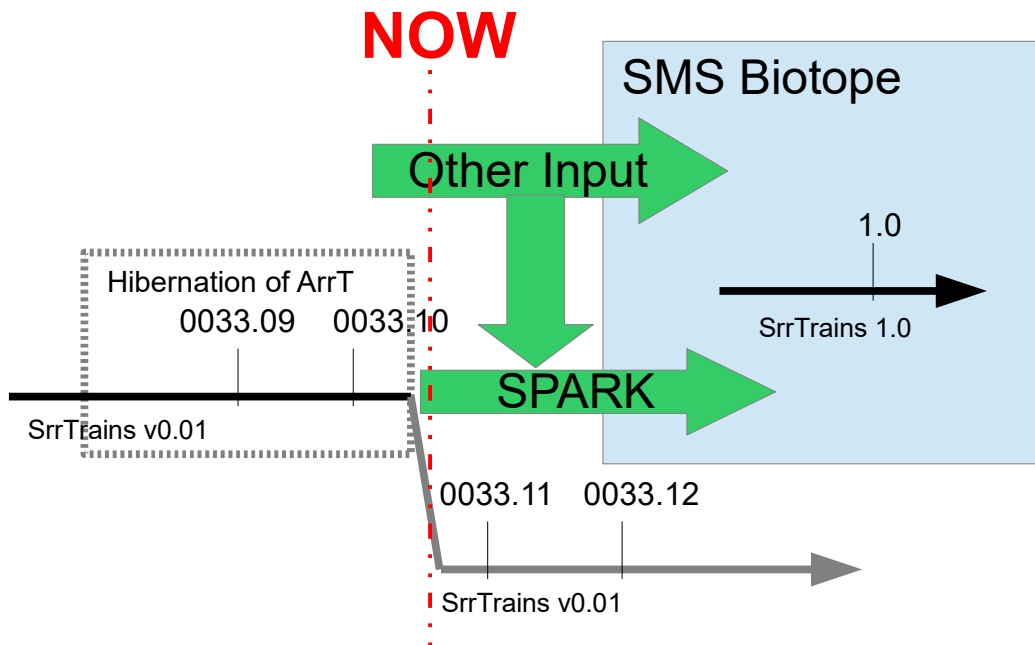 NOW
SMS Biotope
Other Input
1.0
Hibernation of ArrT
0033.09
0033.10
SrrTrains 1.0
SPARK
SrrTrains v0.01
0033.11
0033.12
SrrTrains v0.01